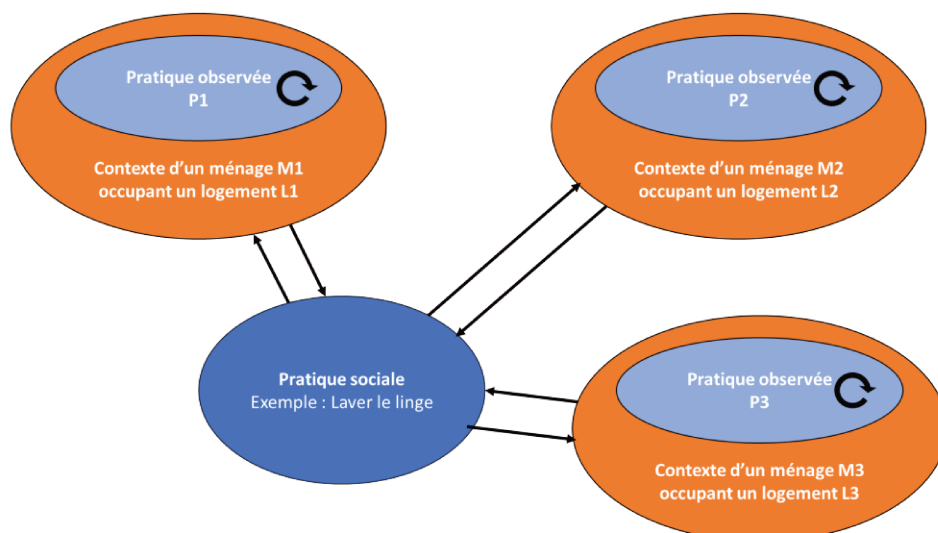 Pratique observée
P1
Contexte d'un ménage M1
occupant un logement L1
Pratique observée
P2
Contexte d'un ménage M2
occupant un logement L2
Pratique sociale
Exemple : Laver le linge
Pratique observée
P3
Contexte d'un ménage M3
occupant un logement L3